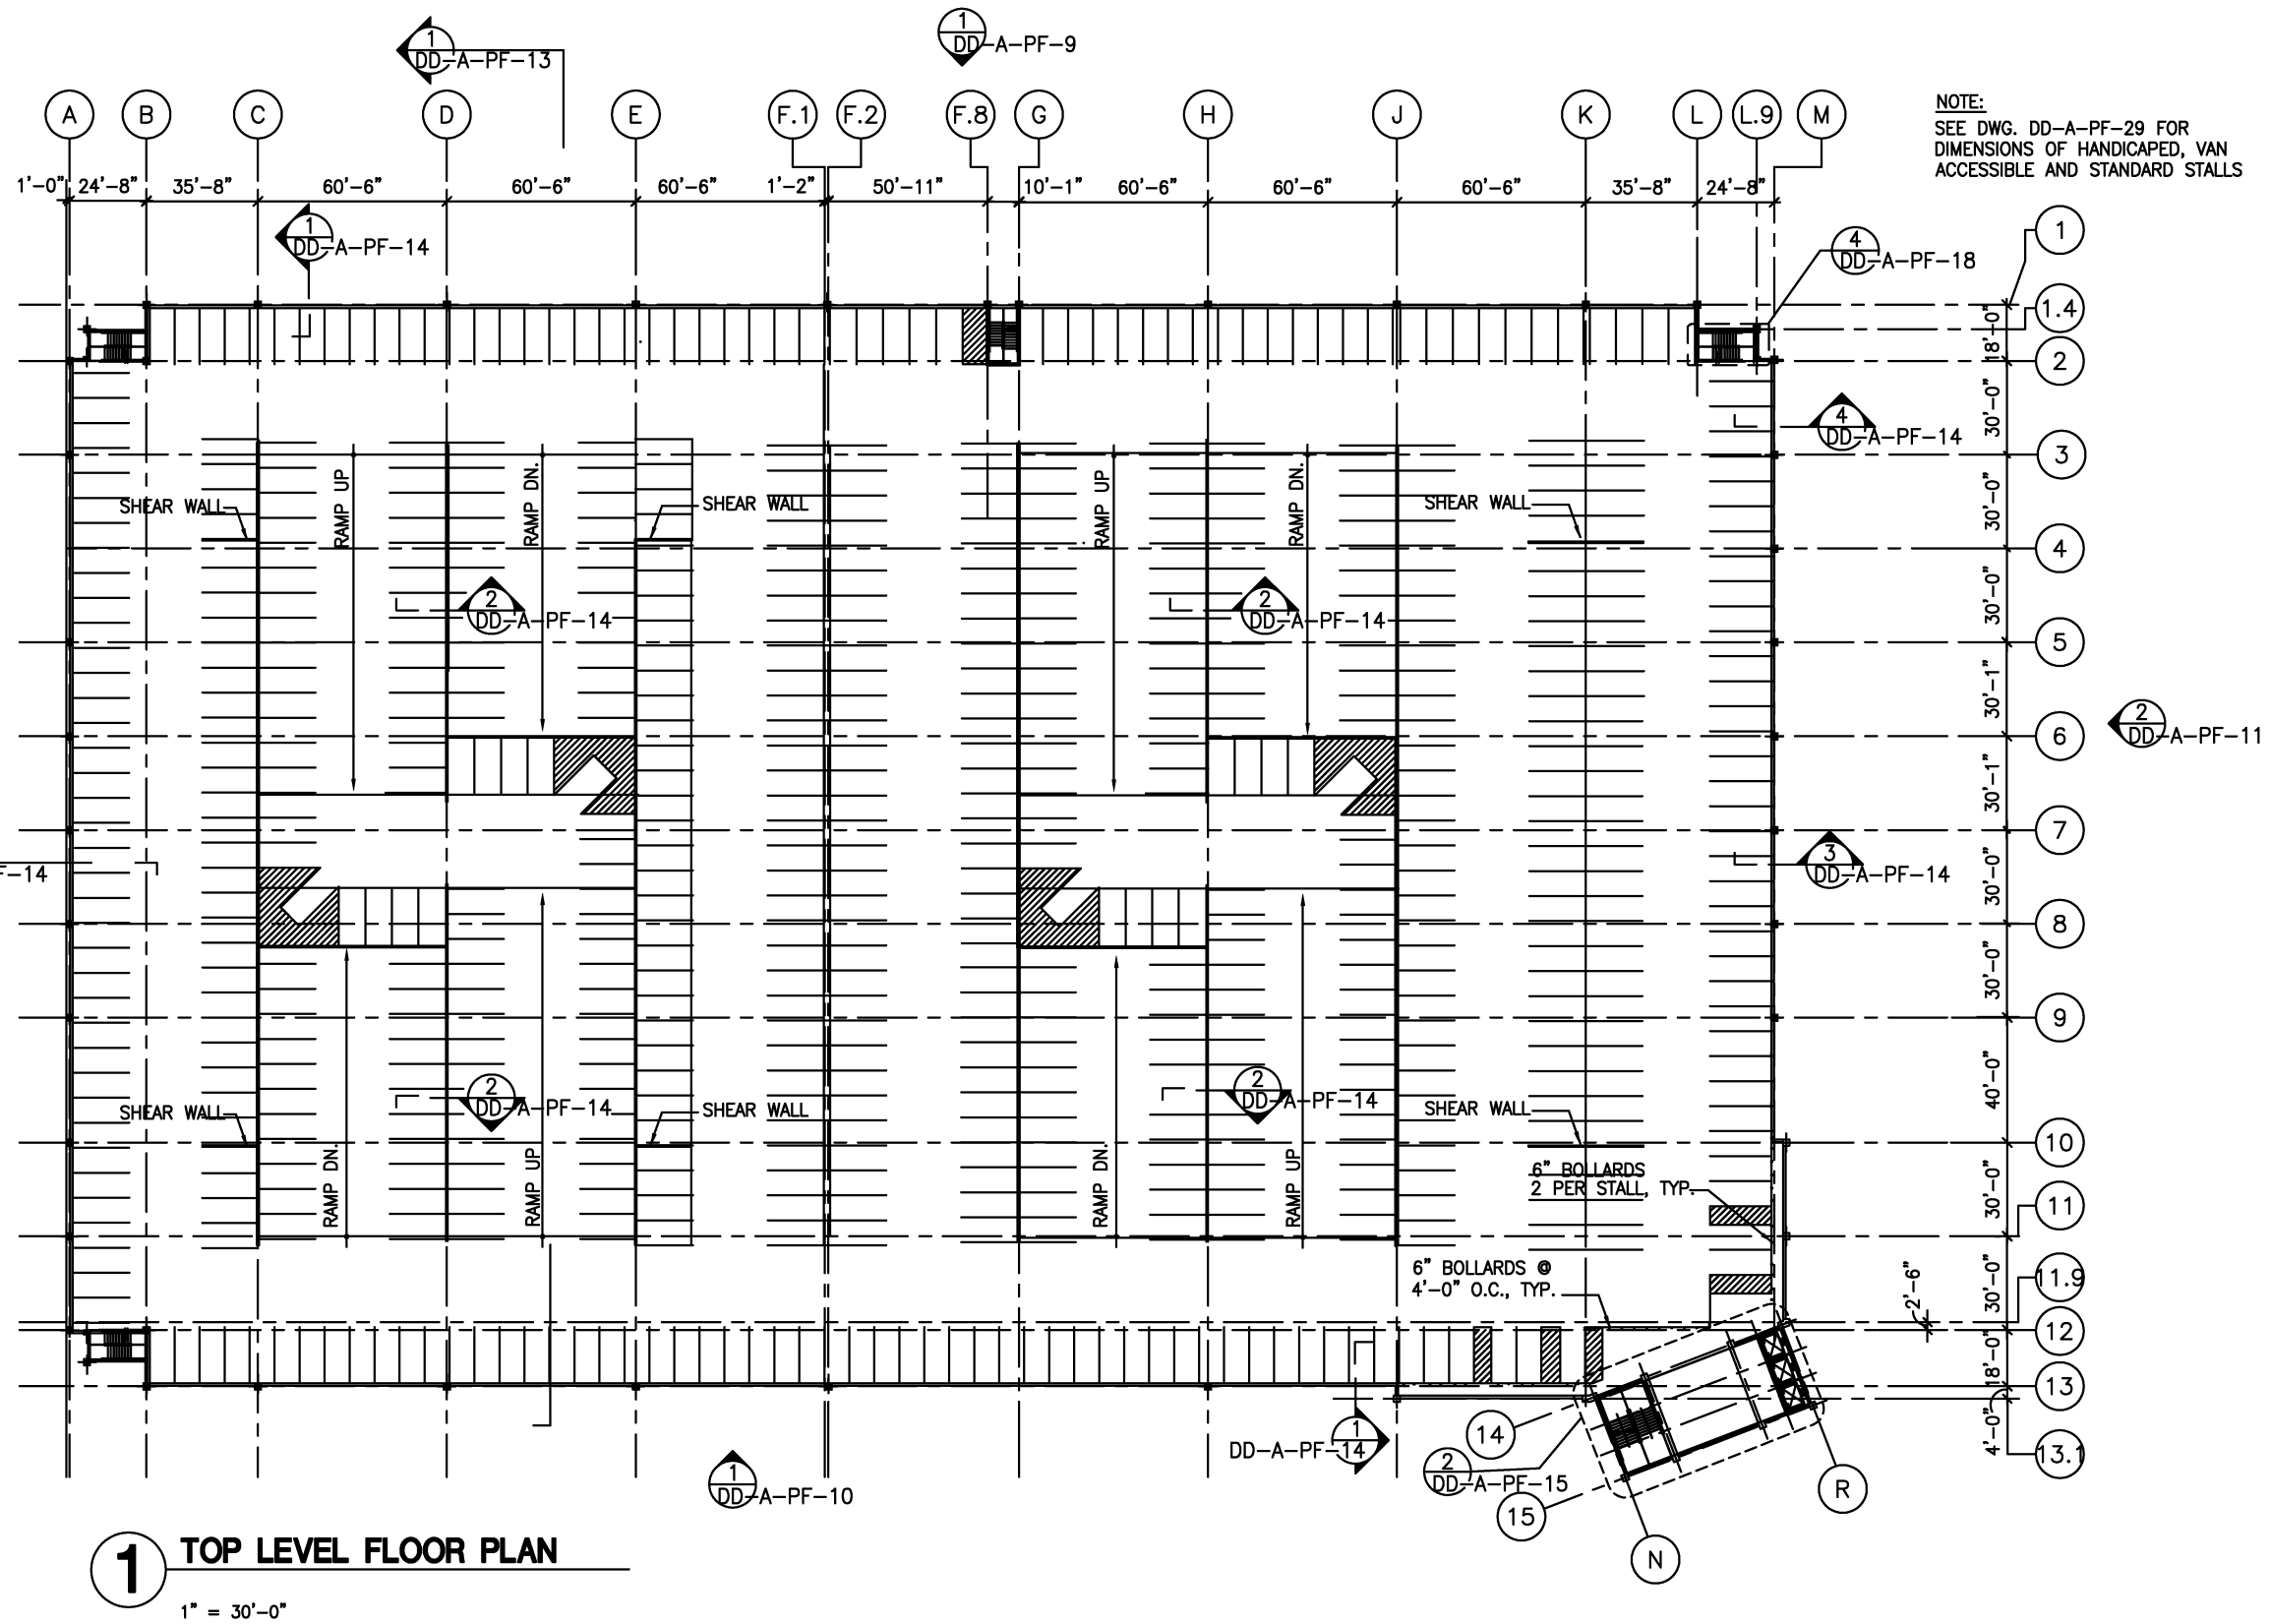 1
DD-A-PF-13
1
DD-A-PF-9
A B C D E F.1 F.2 F.8 G H J K L L.9 M
NOTE:
SEE DWG. DD-A-PF-29 FOR
DIMENSIONS OF HANDICAPED, VAN
ACCESSIBLE AND STANDARD STALLS
1'-0" 24'-8" 35'-8" 60'-6" 60'-6" 60'-6" 1'-2" 50'-11" 10'-1" 60'-6" 60'-6" 60'-6" 35'-8" 24'-8"
1
DD-A-PF-14
1
4
DD-A-PF-18
1.4
18'-0"
2
30'-0"
4
DD-A-PF-14
3
RAMP UP
RAMP DN.
RAMP UP
RAMP DN.
SHEAR WALL
SHEAR WALL
SHEAR WALL
30'-0"
4
30'-0"
2
DD-A-PF-14
2
DD-A-PF-14
5
30'-1"
6
2
DD-A-PF-11
30'-1"
7
3
DD-A-PF-14
F-14
30'-0"
8
30'-0"
9
40'-0"
2
DD-A-PF-14
2
DD-A-PF-14
SHEAR WALL
SHEAR WALL
SHEAR WALL
10
RAMP DN.
RAMP UP
RAMP DN.
RAMP UP
6" BOLLARDS
2 PER STALL, TYP.
30'-0"
11
6" BOLLARDS @
4'-0" O.C., TYP.
2'-6"
30'-0"
11.9
12
18'-0"
13
4'-0"
13.1
1
DD-A-PF-14
14
2
DD-A-PF-15
15
N
R
1
DD-A-PF-10
1
TOP LEVEL FLOOR PLAN
1" = 30'-0"